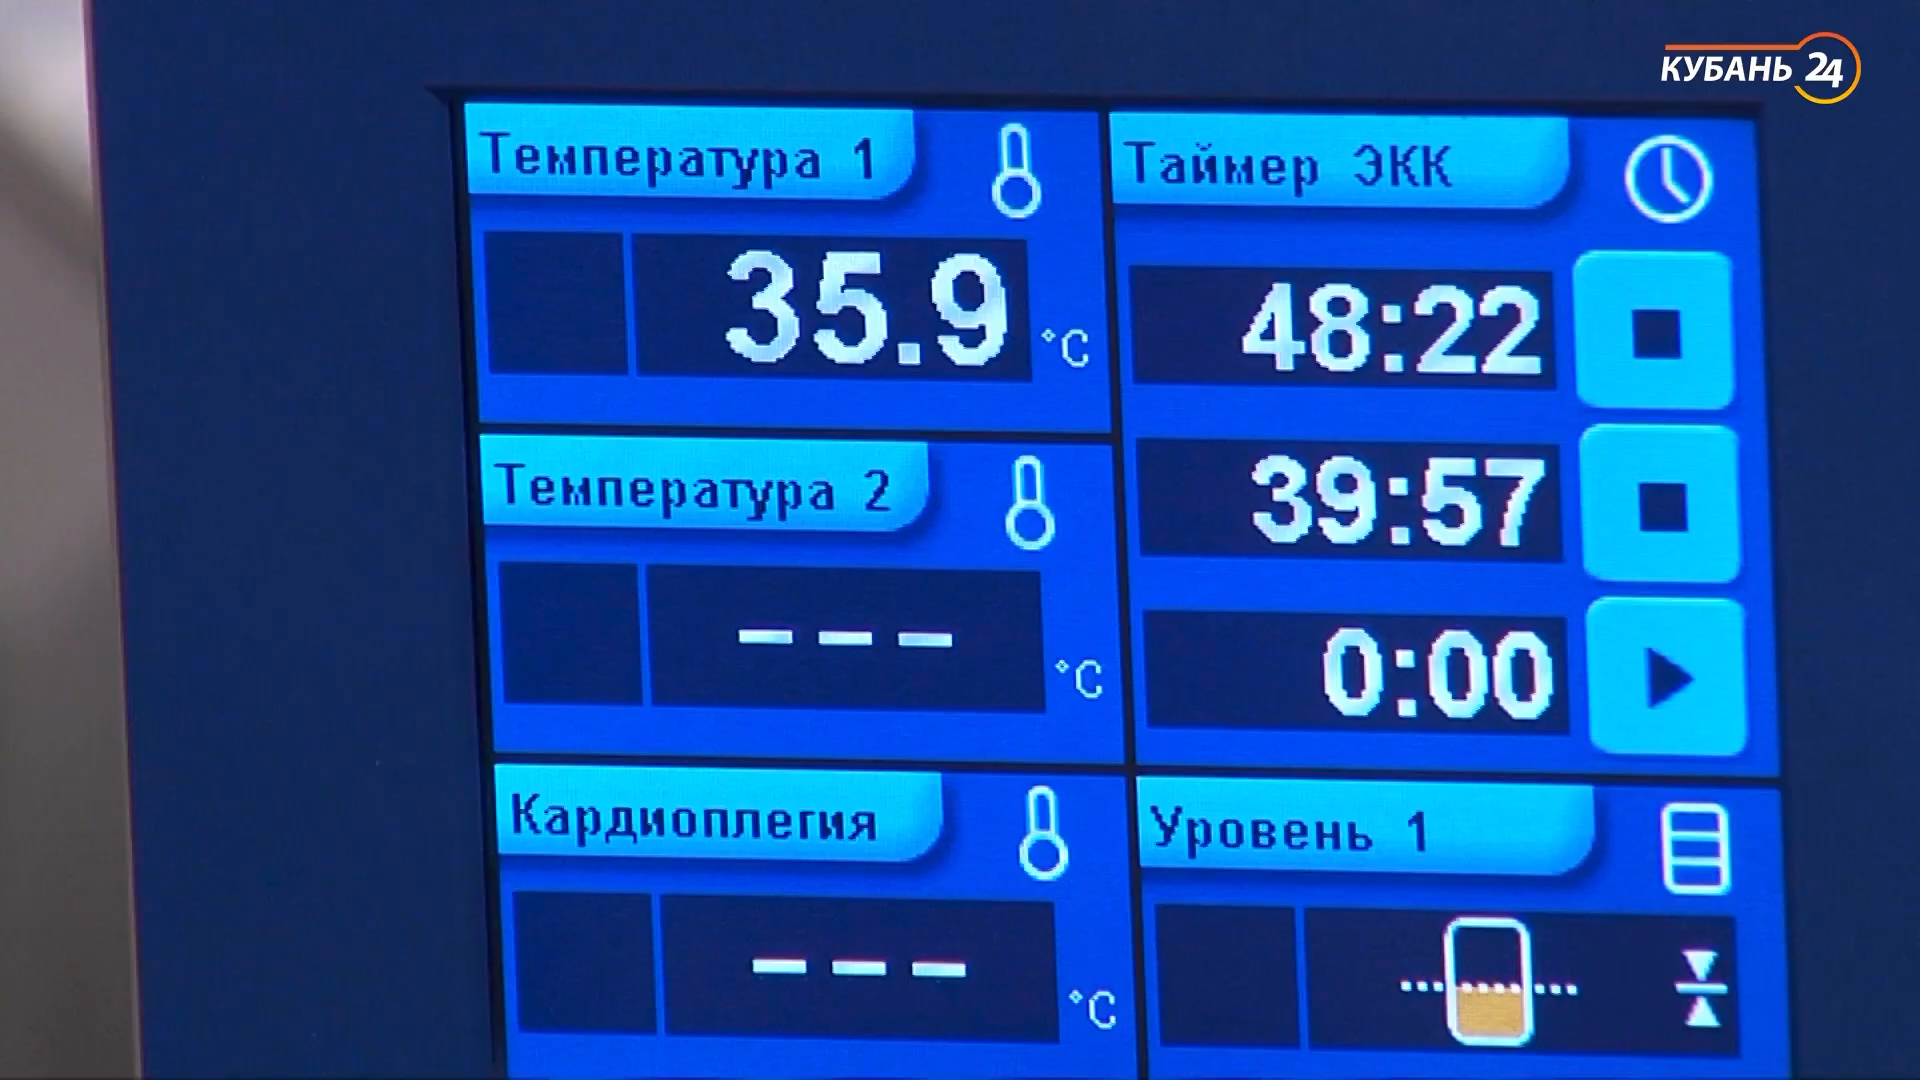 КУБАНЬ 24
Температура 1
35.9 °C
Температура 2
--- °C
Кардиоплегия
--- °C
Таймер ЭКК
48:22
39:57
0:00
Уровень 1